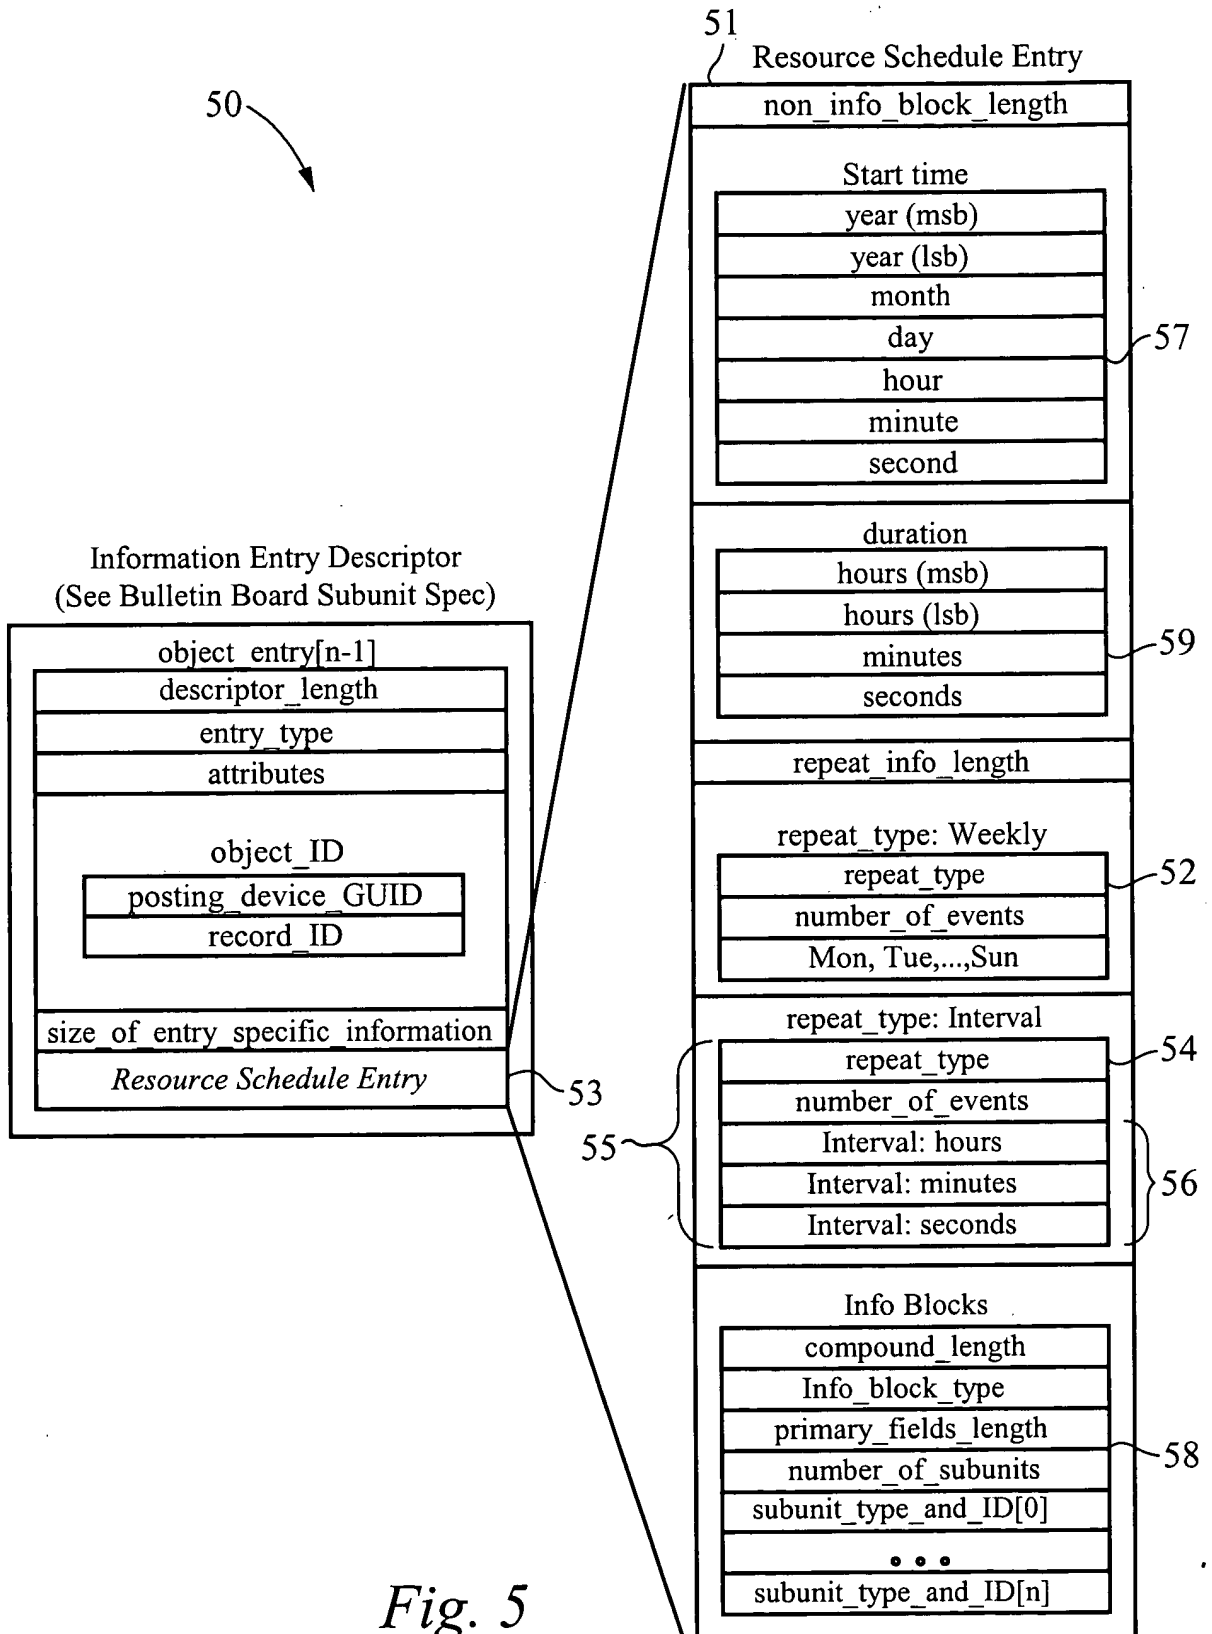 50
Information Entry Descriptor
(See Bulletin Board Subunit Spec)
object_entry[n-1]
descriptor_length
entry_type
attributes
object_ID
posting_device_GUID
record_ID
size_of_entry_specific_information
Resource Schedule Entry
53
51
Resource Schedule Entry
non_info_block_length
Start time
year (msb)
year (lsb)
month
day
hour
minute
second
57
duration
hours (msb)
hours (lsb)
minutes
seconds
59
repeat_info_length
repeat_type: Weekly
repeat_type
number_of_events
Mon, Tue,...,Sun
52
repeat_type: Interval
repeat_type
number_of_events
Interval: hours
Interval: minutes
Interval: seconds
54
55
56
Info Blocks
compound_length
Info_block_type
primary_fields_length
number_of_subunits
subunit_type_and_ID[0]
• • •
subunit_type_and_ID[n]
58
Fig. 5